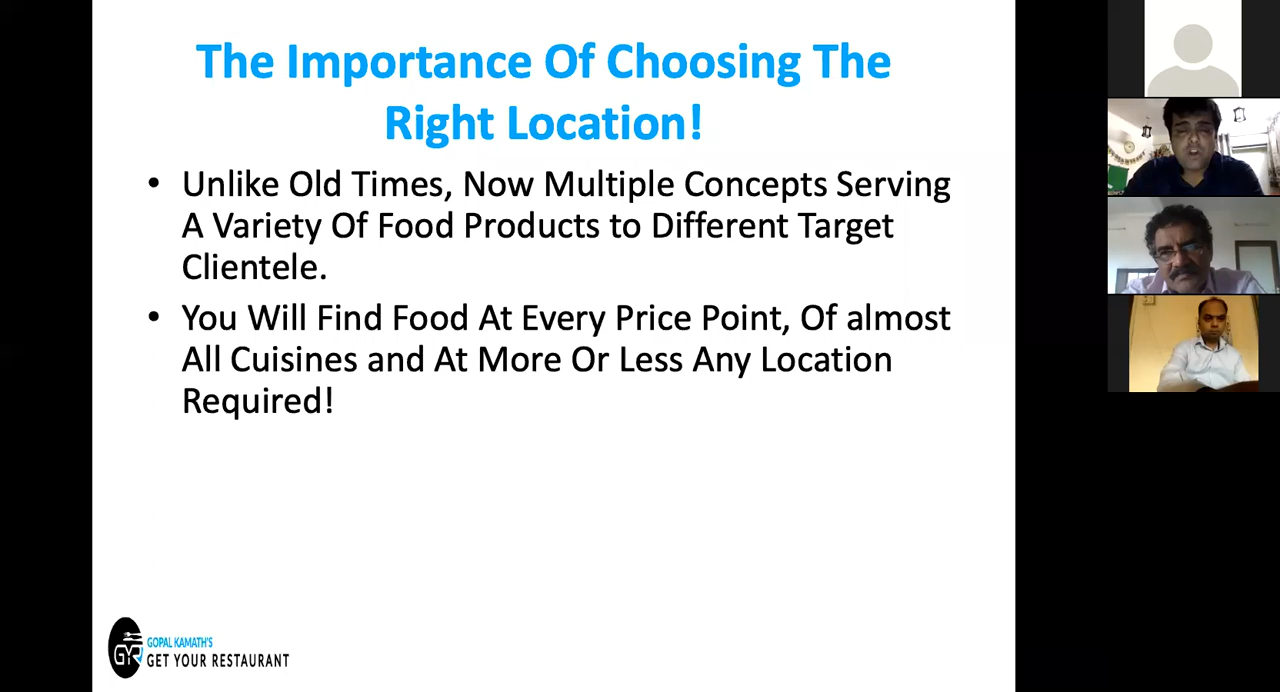 The Importance Of Choosing The
Right Location!
• Unlike Old Times, Now Multiple Concepts Serving
A Variety Of Food Products to Different Target
Clientele.
• You Will Find Food At Every Price Point, Of almost
All Cuisines and At More Or Less Any Location
Required!
GYR
GOPAL KAMATH'S
GET YOUR RESTAURANT